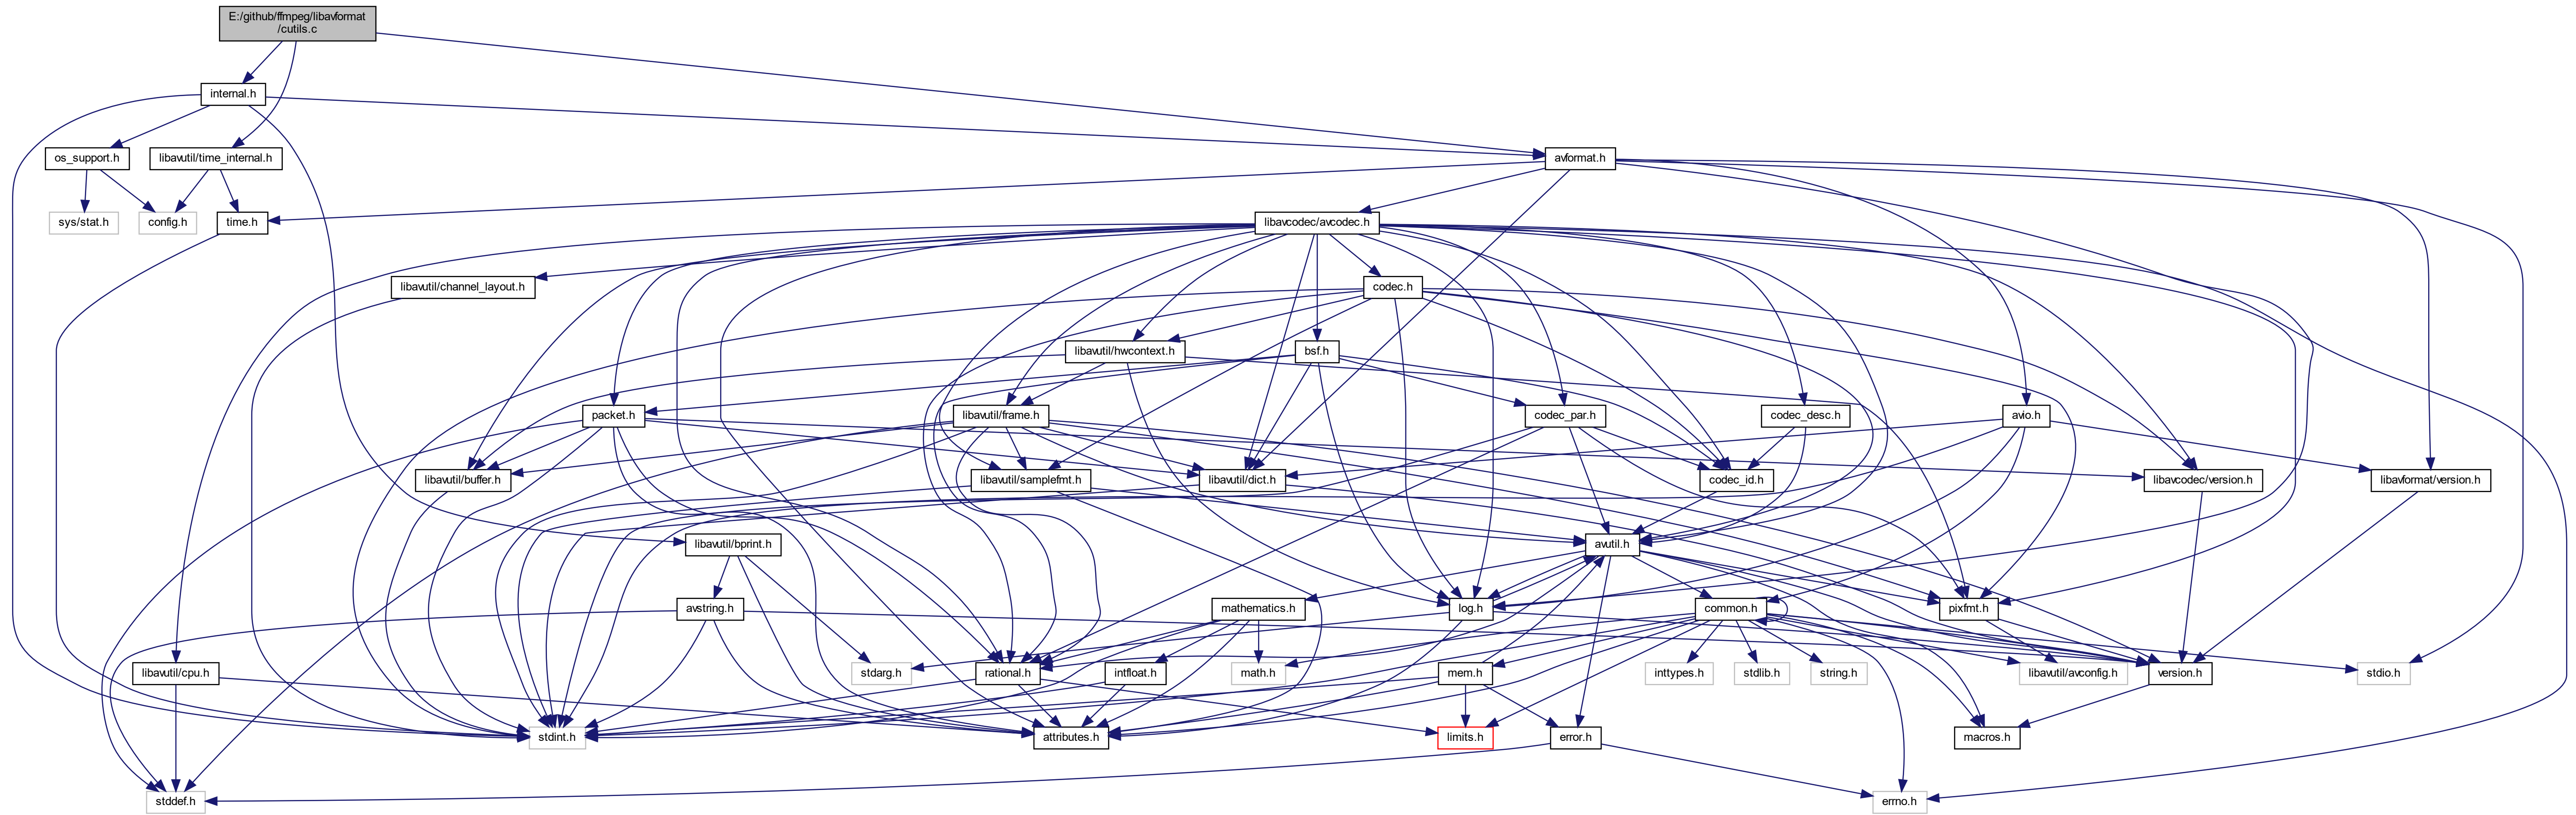 E:/github/ffmpeg/libavformat
/cutils.c
internal.h
os_support.h
libavutil/time_internal.h
avformat.h
sys/stat.h
config.h
time.h
libavcodec/avcodec.h
libavutil/channel_layout.h
codec.h
libavutil/hwcontext.h
bsf.h
packet.h
libavutil/frame.h
codec_par.h
codec_desc.h
avio.h
libavutil/buffer.h
libavutil/samplefmt.h
libavutil/dict.h
codec_id.h
libavcodec/version.h
libavformat/version.h
libavutil/bprint.h
avutil.h
avstring.h
mathematics.h
log.h
common.h
pixfmt.h
libavutil/cpu.h
stdarg.h
rational.h
intfloat.h
math.h
mem.h
inttypes.h
stdlib.h
string.h
libavutil/avconfig.h
version.h
stdio.h
stdint.h
attributes.h
limits.h
error.h
macros.h
stddef.h
errno.h